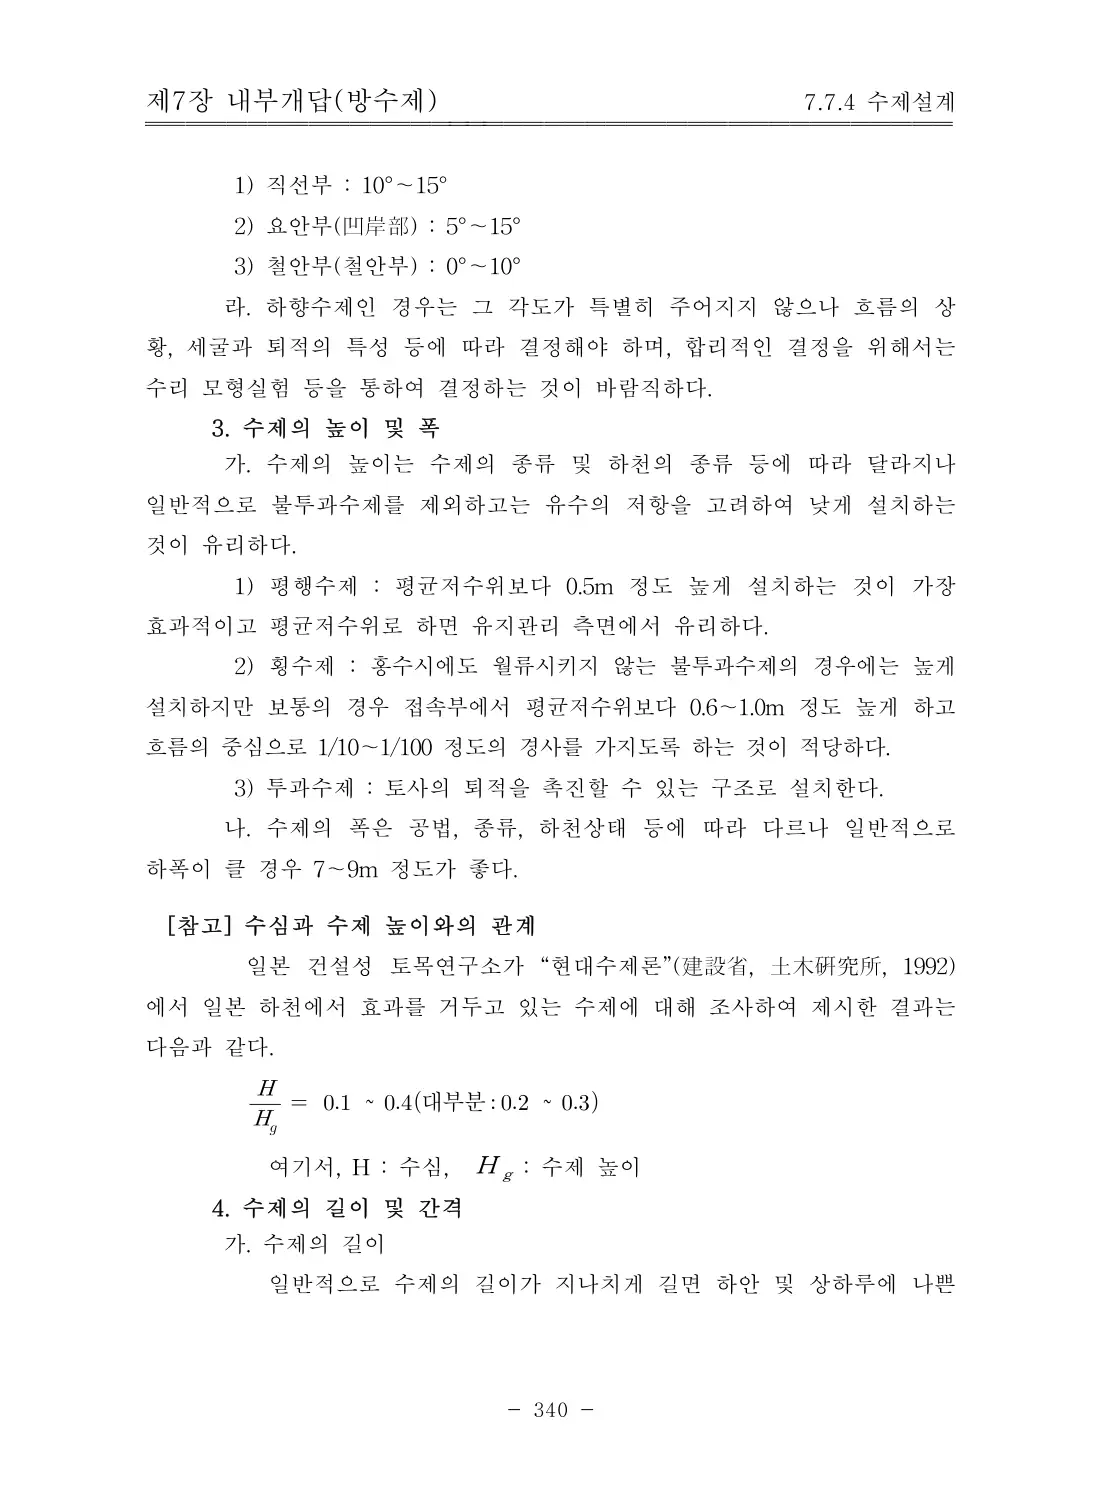 제7장 내부개답(방수제) 7.7.4 수제설계
1) 직선부 : 10°~15°
2) 요안부(凹岸部) : 5°~15°
3) 철안부(철안부) : 0°~10°
라. 하향수제인 경우는 그 각도가 특별히 주어지지 않으나 흐름의 상
황, 세굴과 퇴적의 특성 등에 따라 결정해야 하며, 합리적인 결정을 위해서는
수리 모형실험 등을 통하여 결정하는 것이 바람직하다.
3. 수제의 높이 및 폭
가. 수제의 높이는 수제의 종류 및 하천의 종류 등에 따라 달라지나
일반적으로 불투과수제를 제외하고는 유수의 저항을 고려하여 낮게 설치하는
것이 유리하다.
1) 평행수제 : 평균저수위보다 0.5m 정도 높게 설치하는 것이 가장
효과적이고 평균저수위로 하면 유지관리 측면에서 유리하다.
2) 횡수제 : 홍수시에도 월류시키지 않는 불투과수제의 경우에는 높게
설치하지만 보통의 경우 접속부에서 평균저수위보다 0.6~1.0m 정도 높게 하고
흐름의 중심으로 1/10~1/100 정도의 경사를 가지도록 하는 것이 적당하다.
3) 투과수제 : 토사의 퇴적을 촉진할 수 있는 구조로 설치한다.
나. 수제의 폭은 공법, 종류, 하천상태 등에 따라 다르나 일반적으로
하폭이 클 경우 7~9m 정도가 좋다.
[참고] 수심과 수제 높이와의 관계
일본 건설성 토목연구소가 “현대수제론”(建設省, 土木硏究所, 1992)
에서 일본 하천에서 효과를 거두고 있는 수제에 대해 조사하여 제시한 결과는
다음과 같다.
H/H_g = 0.1 ~ 0.4(대부분:0.2 ~ 0.3)
여기서, H : 수심, H_g : 수제 높이
4. 수제의 길이 및 간격
가. 수제의 길이
일반적으로 수제의 길이가 지나치게 길면 하안 및 상하루에 나쁜
- 340 -